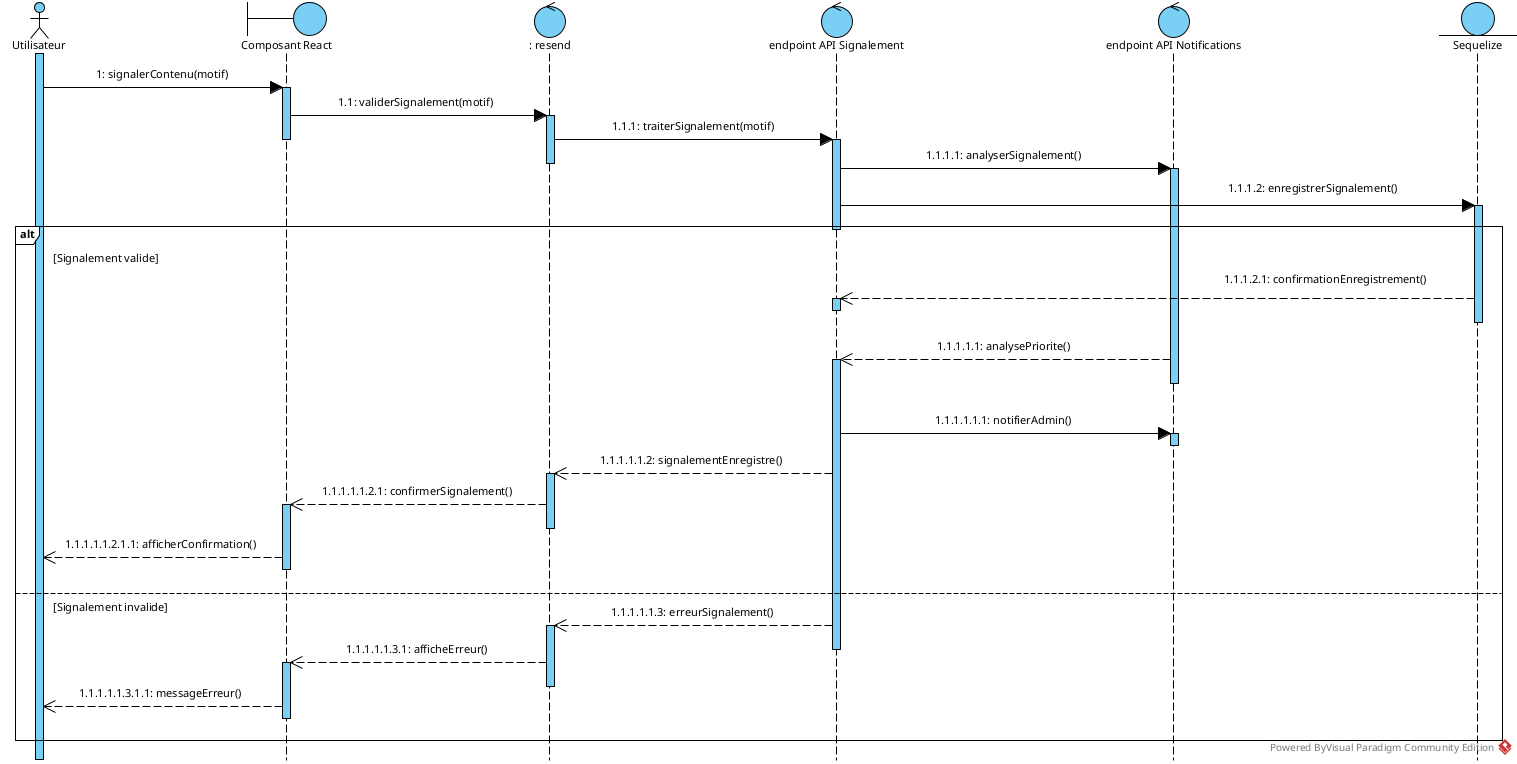 Utilisateur
Composant React
: resend
endpoint API Signalement
endpoint API Notifications
Sequelize
1: signalerContenu(motif)
1.1: validerSignalement(motif)
1.1.1: traiterSignalement(motif)
1.1.1.1: analyserSignalement()
1.1.1.2: enregistrerSignalement()
alt
[Signalement valide]
1.1.1.2.1: confirmationEnregistrement()
1.1.1.1.1: analysePriorite()
1.1.1.1.1.1: notifierAdmin()
1.1.1.1.1.2: signalementEnregistre()
1.1.1.1.1.2.1: confirmerSignalement()
1.1.1.1.1.2.1.1: afficherConfirmation()
[Signalement invalide]
1.1.1.1.1.3: erreurSignalement()
1.1.1.1.1.3.1: afficheErreur()
1.1.1.1.1.3.1.1: messageErreur()
Powered ByVisual Paradigm Community Edition